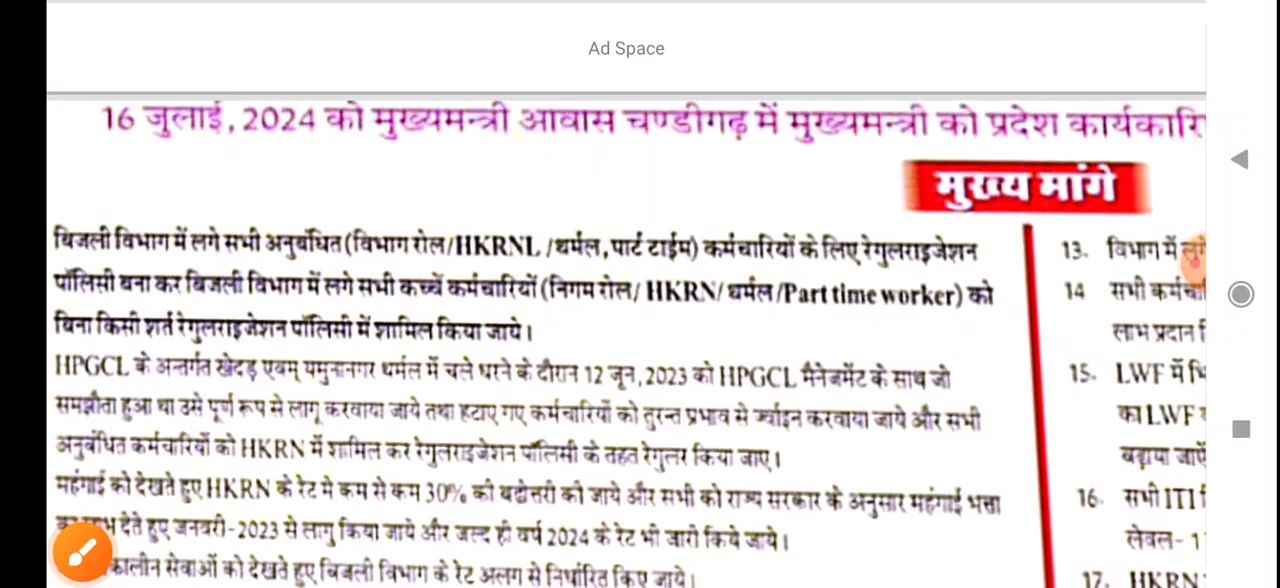 Ad Space
16 जुलाई, 2024 को मुख्यमन्त्री आवास चण्डीगढ़ में मुख्यमन्त्री को प्रदेश कार्यकारि
मुख्य मांगे
बिजली विभाग में लगे सभी अनुबंधित (विभाग रोल/HKRNL /थर्मल, पार्ट टाईम) कर्मचारियों के लिए रेगुलराइजेशन
पॉलिसी बना कर बिजली विभाग में लगे सभी कच्चें कर्मचारियों (निगम रोल/ HKRN/ थर्मल /Part time worker) को
बिना किसी शर्त रेगुलराइजेशन पॉलिसी में शामिल किया जाये।
HPGCL के अन्तर्गत खेदड़ एवम् यमुनानगर थर्मल में चले धरने के दौरान 12 जून, 2023 को HPGCL मैनेजमेंट के साथ जो
समझौता हुआ था उसे पूर्ण रूप से लागू करवाया जाये तथा हटाए गए कर्मचारियों को तुरन्त प्रभाव से ज्वाईन करवाया जाये और सभी
अनुबंधित कर्मचारियों को HKRN में शामिल कर रेगुलराइजेशन पॉलिसी के तहत रेगुलर किया जाए।
महंगाई को देखते हुए HKRN के रेट मे कम से कम 30% की बढोत्तरी की जाये और सभी को राज्य सरकार के अनुसार महंगाई भत्ता
देते हुए जनवरी-2023 से लागु किया जाये और जल्द ही वर्ष 2024 के रेट भी जारी किये जाये।
कालीन सेवाओं को देखते हुए बिजली विभाग के रेट अलग से निर्धारित किए जाये।
13. विभाग में
14 सभी कर्मचा
लाभ प्रदान
15. LWF में
का LWF
बढ़ाया जाऐं
16. सभी ITI
लेवल- 1
17. HKRN